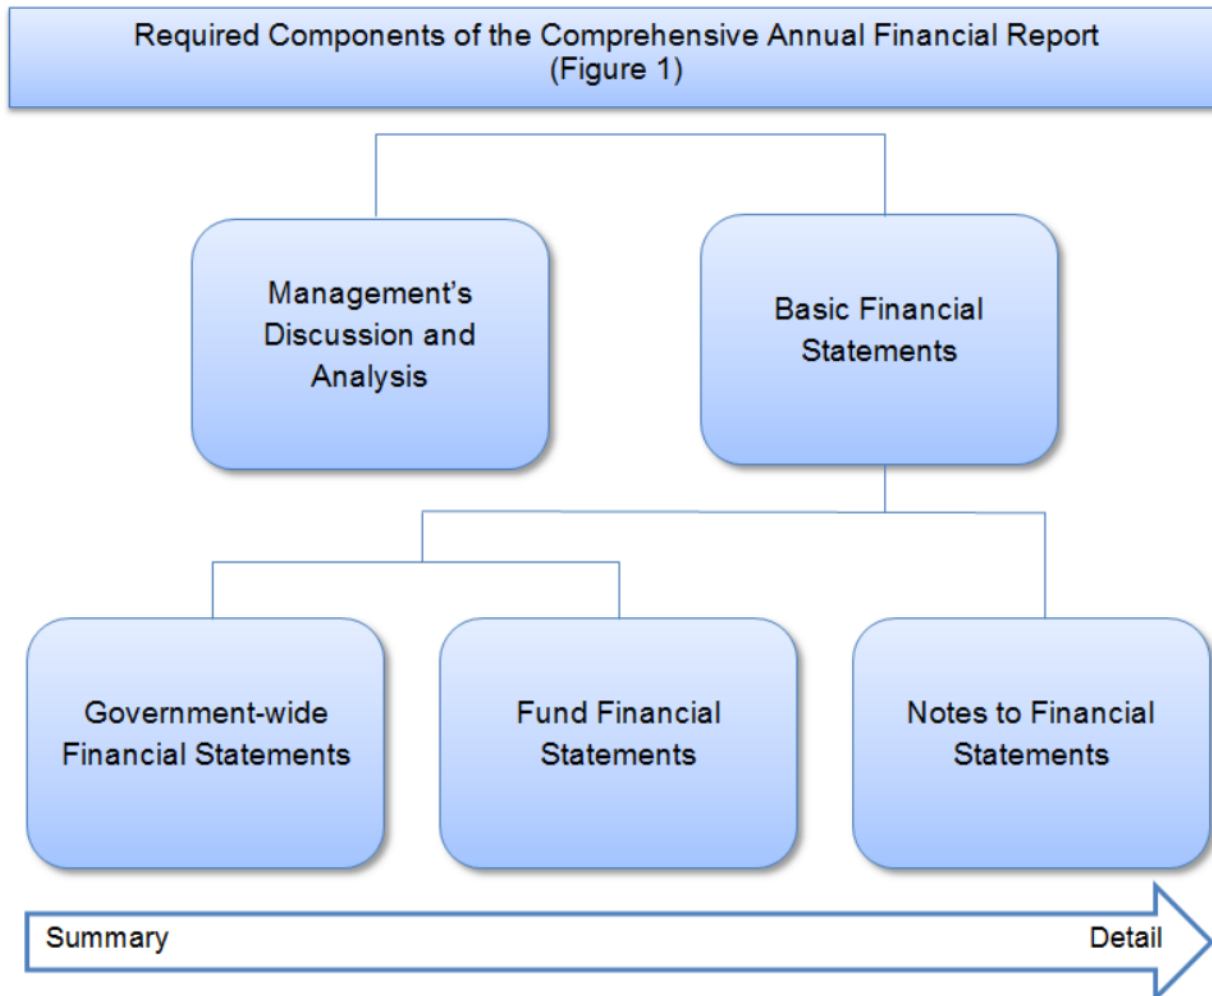 Required Components of the Comprehensive Annual Financial Report
(Figure 1)
Management’s
Discussion and
Analysis
Basic Financial
Statements
Government-wide
Financial Statements
Fund Financial
Statements
Notes to Financial
Statements
Summary
Detail